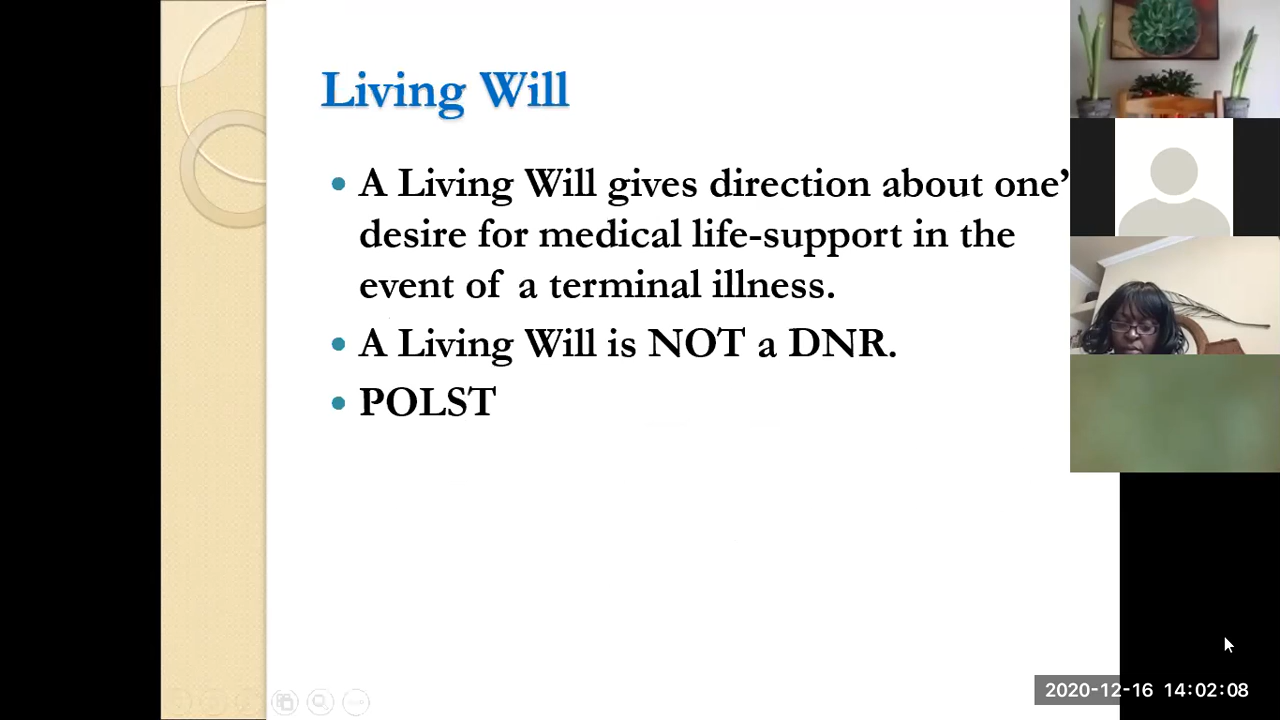 Living Will
A Living Will gives direction about one’
desire for medical life-support in the
event of a terminal illness.
A Living Will is NOT a DNR.
POLST
2020-12-16 14:02:08